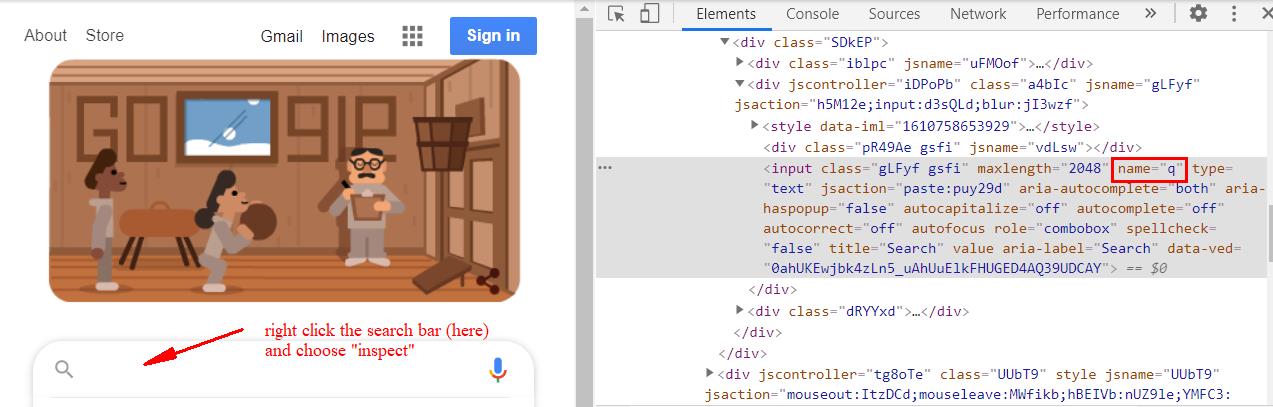 About Store Gmail Images Sign in
GO G E
right click the search bar (here)
and choose "inspect"
Elements Console Sources Network Performance »
▼<div class="SDkEP">
▶<div class="iblpc" jsname="uFMOof">…</div>
▼<div jscontroller="iDPoPb" class="a4bIc" jsname="gLFyf"
jsaction="h5M12e;input:d3sQLd;blur:jI3wzf">
▶<style data-iml="1610758653929">…</style>
<div class="pR49Ae gsfi" jsname="vdLsw"></div>
<input class="gLFyf gsfi" maxlength="2048" name="q" type=
"text" jsaction="paste:puy29d" aria-autocomplete="both" aria-
haspopup="false" autocapitalize="off" autocomplete="off"
autocorrect="off" autofocus role="combobox" spellcheck=
"false" title="Search" value aria-label="Search" data-ved=
"0ahUKEwjbk4zLn5_uAhUuElkFHUGED4AQ39UDCAY"> == $0
</div>
▶<div class="dRYYxd">…</div>
</div>
</div>
▶<div jscontroller="tg8oTe" class="UUbT9" style jsname="UUbT9"
jsaction="mouseout:ItzDCd;mouseleave:MWfikb;hBEIVb:nUZ9le;YMFC3: